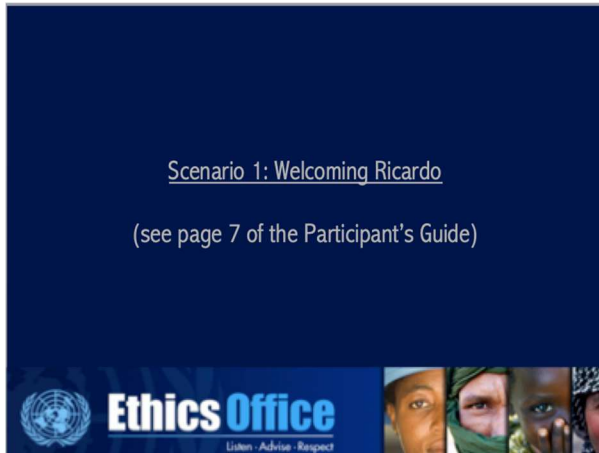 Scenario 1: Welcoming Ricardo
(see page 7 of the Participant's Guide)
Ethics Office
Listen - Advise - Respect